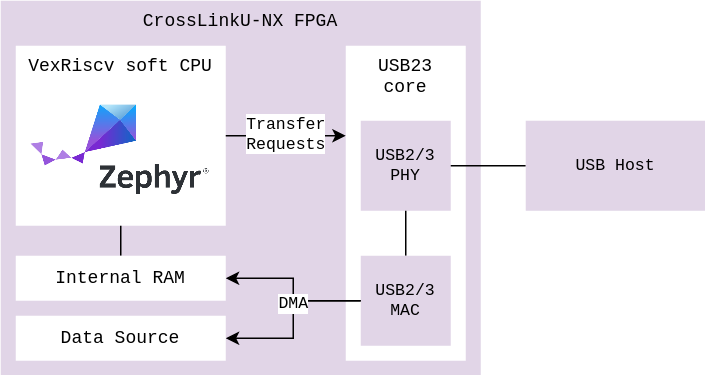 CrossLinkU-NX FPGA
VexRiscv soft CPU
Zephyr®
Transfer
Requests
USB23
core
USB2/3
PHY
USB Host
Internal RAM
Data Source
DMA
USB2/3
MAC